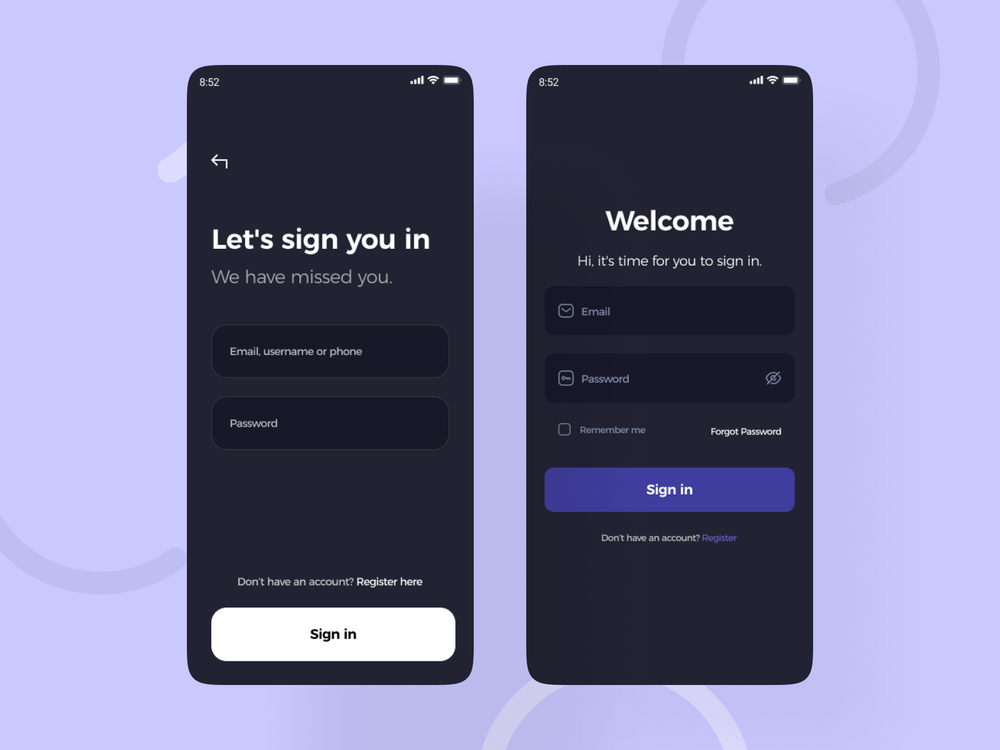 8:52
Let's sign you in
We have missed you.
Email, username or phone
Password
Don't have an account? Register here
Sign in
8:52
Welcome
Hi, it's time for you to sign in.
Email
Password
Remember me
Forgot Password
Sign in
Don't have an account? Register